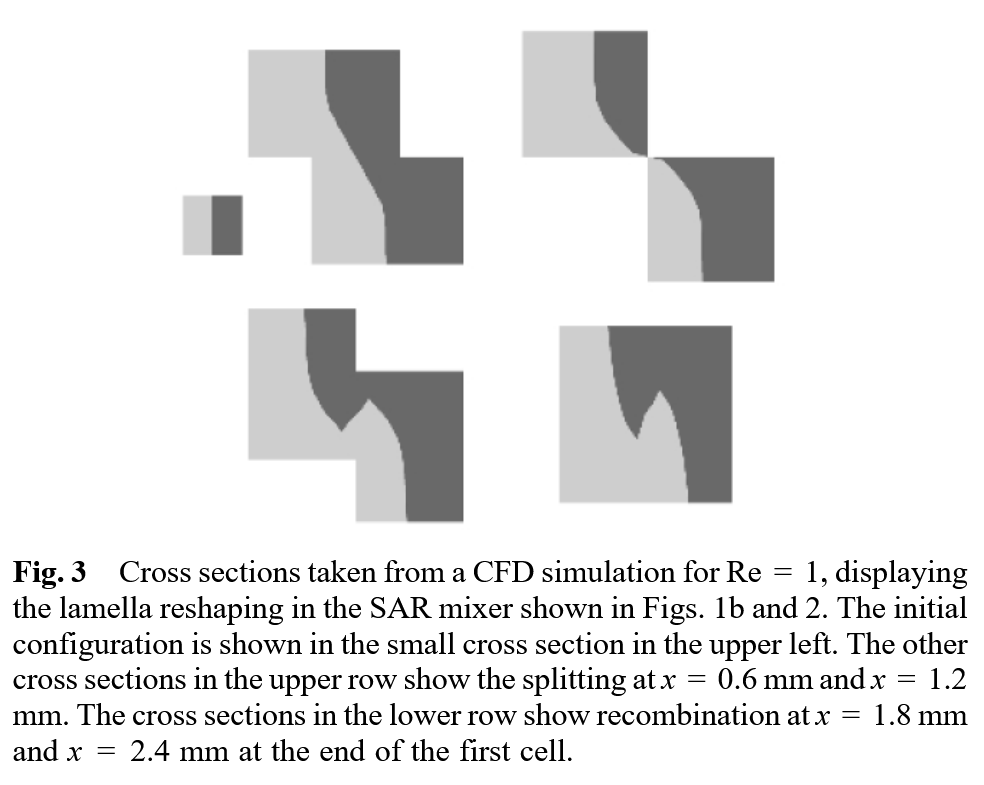 Fig. 3 Cross sections taken from a CFD simulation for Re = 1, displaying
the lamella reshaping in the SAR mixer shown in Figs. 1b and 2. The initial
configuration is shown in the small cross section in the upper left. The other
cross sections in the upper row show the splitting at x = 0.6 mm and x = 1.2
mm. The cross sections in the lower row show recombination at x = 1.8 mm
and x = 2.4 mm at the end of the first cell.